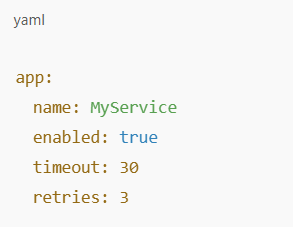 yaml
app:
  name: MyService
  enabled: true
  timeout: 30
  retries: 3